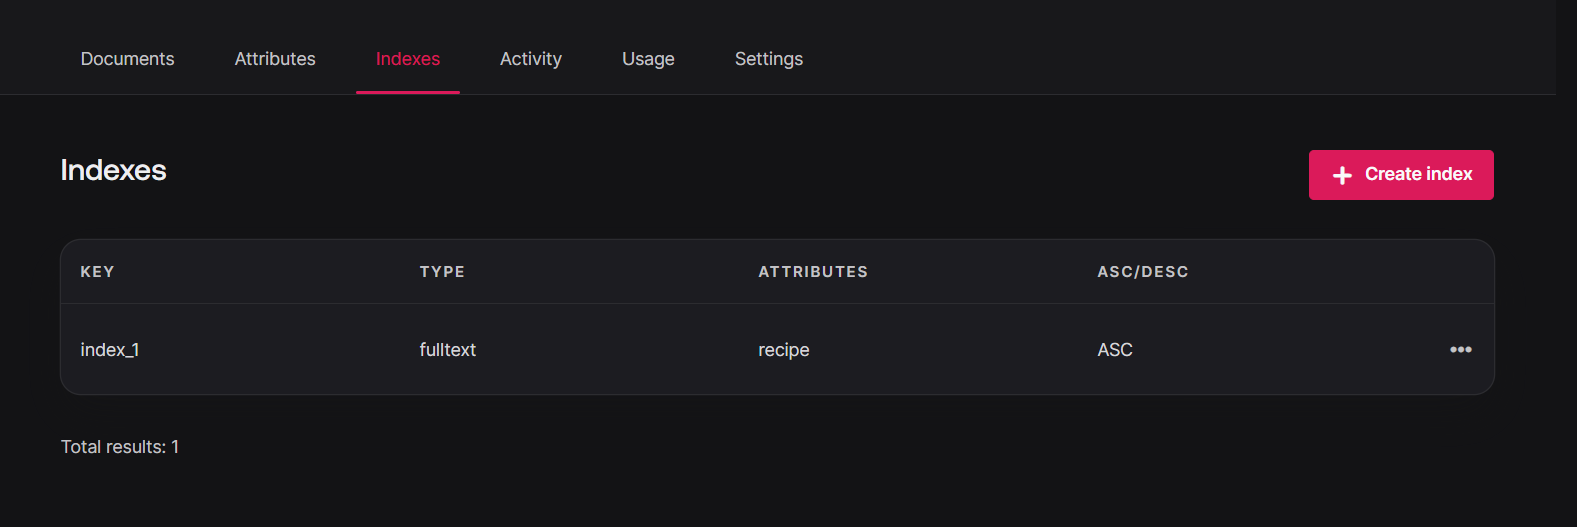 Documents Attributes Indexes Activity Usage Settings
Indexes
Create index
KEY TYPE ATTRIBUTES ASC/DESC
index_1 fulltext recipe ASC
Total results: 1